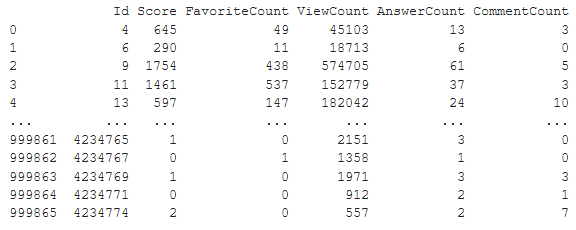 Id Score FavoriteCount ViewCount AnswerCount CommentCount
0 4 645 49 45103 13 3
1 6 290 11 18713 6 0
2 9 1754 438 574705 61 5
3 11 1461 537 152779 37 3
4 13 597 147 182042 24 10
... ... ... ... ... ... ...
999861 4234765 1 0 2151 3 0
999862 4234767 0 1 1358 1 0
999863 4234769 1 0 1971 3 3
999864 4234771 0 0 912 2 1
999865 4234774 2 0 557 2 7